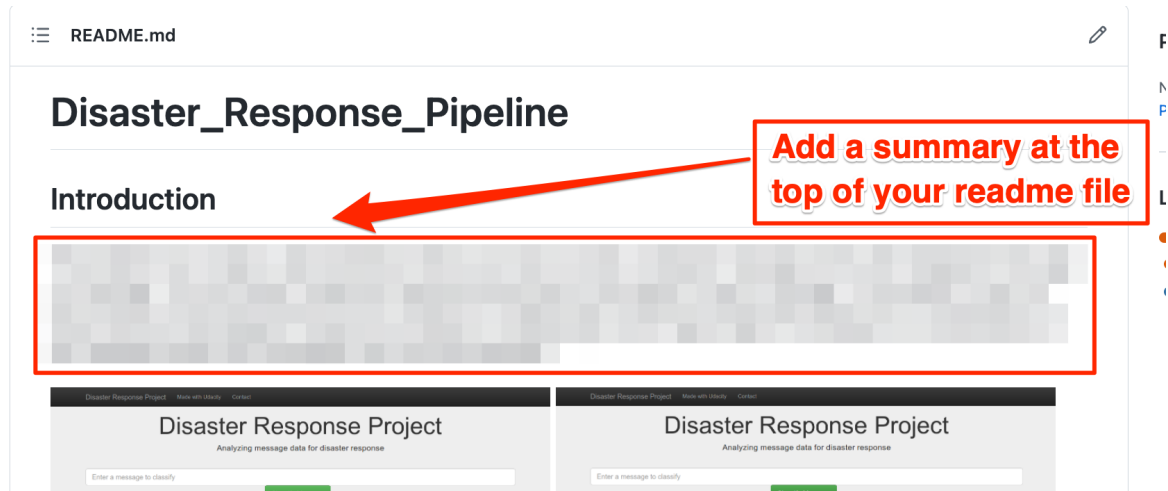 README.md
Disaster_Response_Pipeline
Add a summary at the
top of your readme file
Introduction
Disaster Response Project Made with Udacity Contact
Disaster Response Project
Analyzing message data for disaster response
Enter a message to classify
Disaster Response Project Made with Udacity Contact
Disaster Response Project
Analyzing message data for disaster response
Enter a message to classify